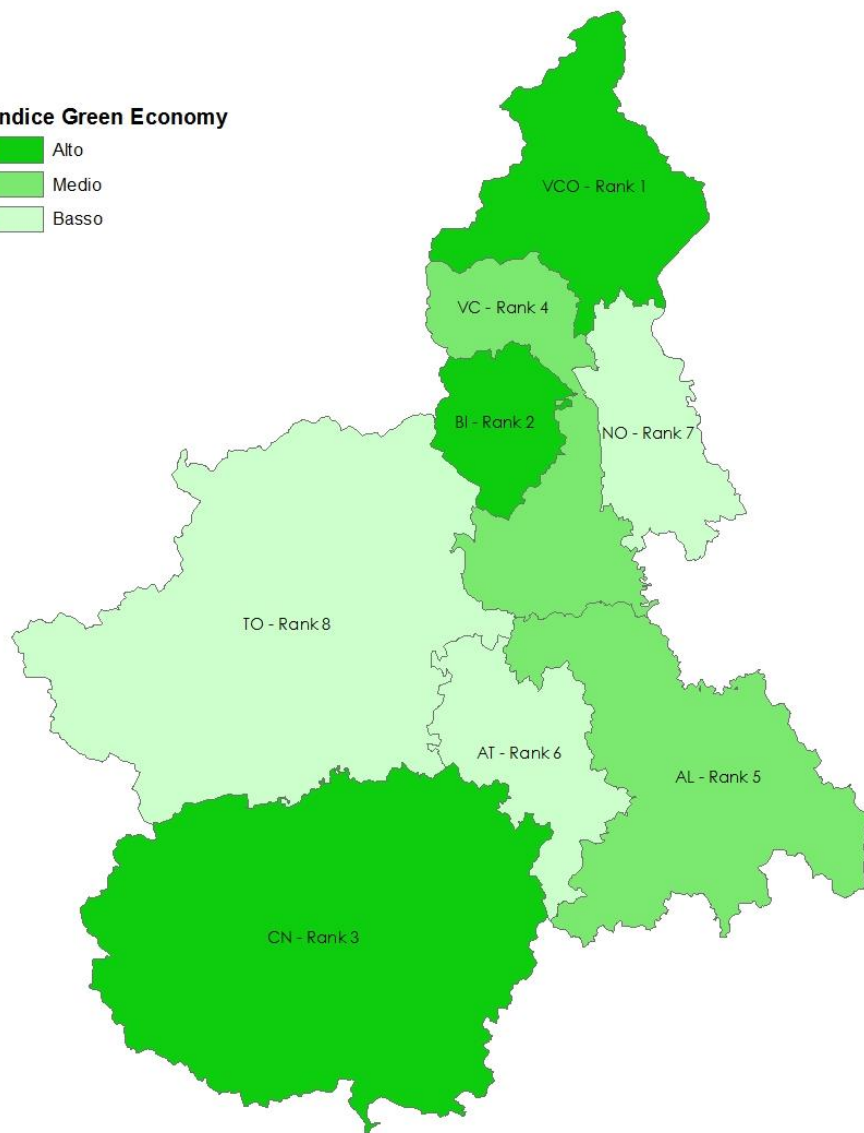 ndice Green Economy
Alto
Medio
Basso
VCO - Rank 1
VC - Rank 4
BI - Rank 2
NO - Rank 7
TO - Rank 8
AT - Rank 6
AL - Rank 5
CN - Rank 3